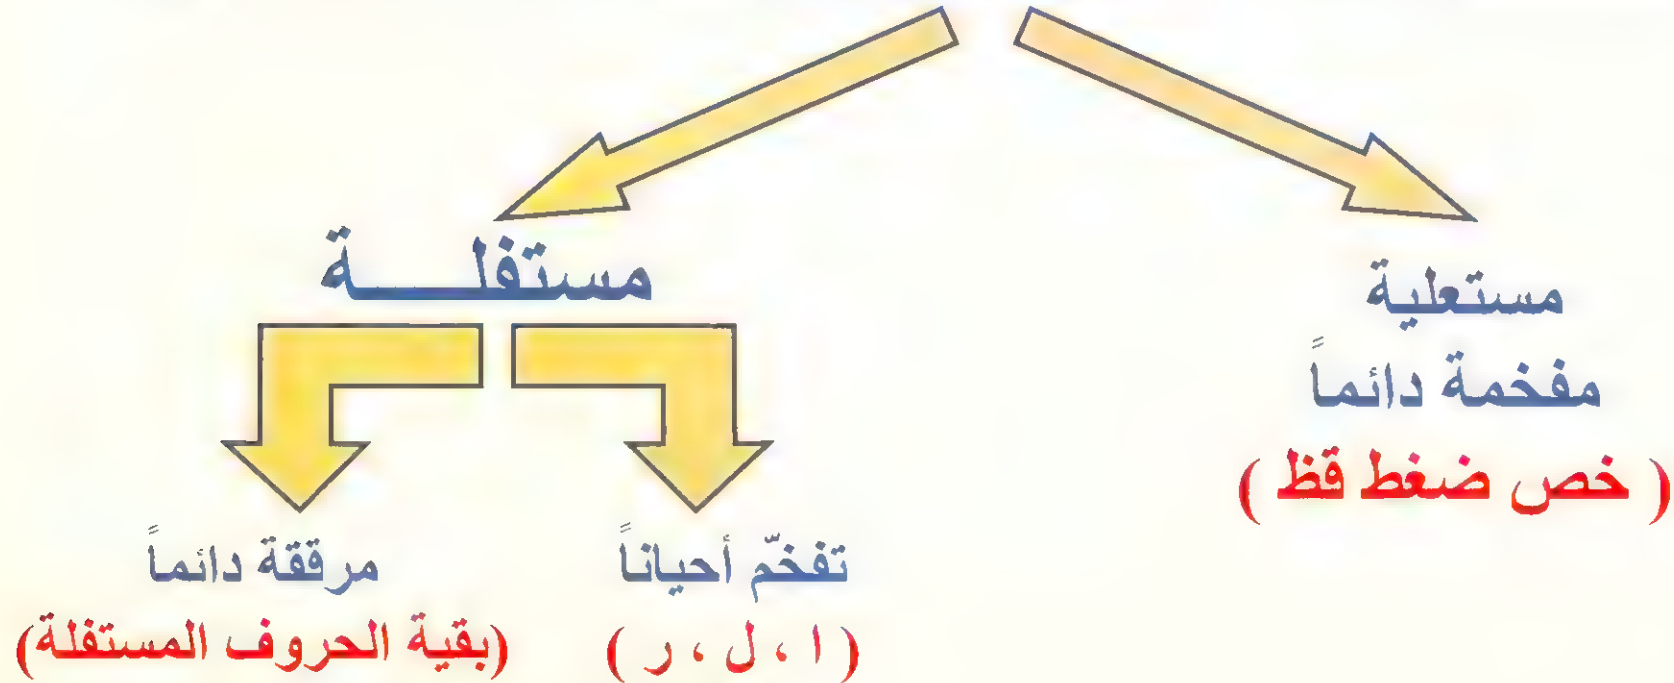 مستعلية
مفخمة دائماً
( خص ضغط قظ )
مستفلـــــة
تفخّم أحياناً
( ا ، ل ، ر )
مرققة دائماً
(بقية الحروف المستفلة)